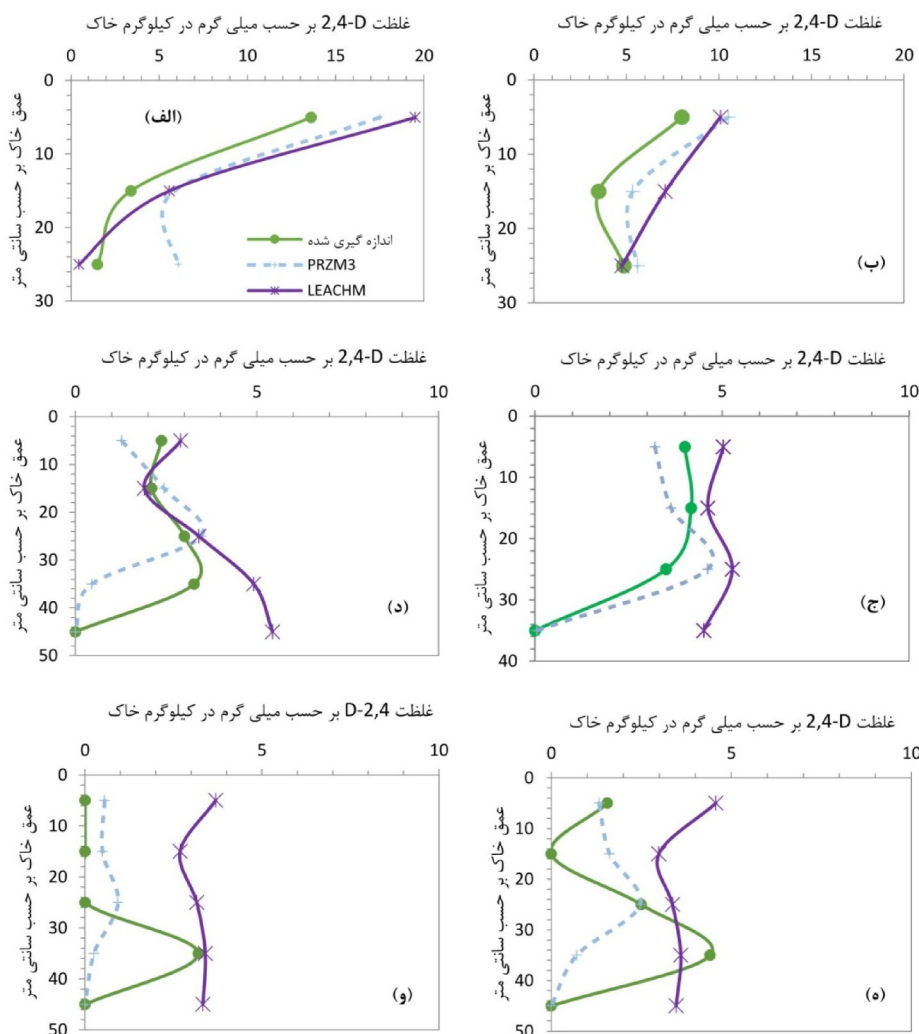 غلظت 2,4-D بر حسب میلی گرم در کیلوگرم خاک
0 5 10 15 20
0
10
20
30
عمق خاک بر حسب سانتی متر
(ب)
غلظت 2,4-D بر حسب میلی گرم در کیلوگرم خاک
0 5 10 15 20
0
10
20
30
عمق خاک بر حسب سانتی متر
(الف)
اندازه گیری شده
PRZM3
LEACHM
غلظت 2,4-D بر حسب میلی گرم در کیلوگرم خاک
0 5 10
0
10
20
30
40
عمق خاک بر حسب سانتی متر
(ج)
غلظت 2,4-D بر حسب میلی گرم در کیلوگرم خاک
0 5 10
0
10
20
30
40
50
عمق خاک بر حسب سانتی متر
(د)
غلظت 2,4-D بر حسب میلی گرم در کیلوگرم خاک
0 5 10
0
10
20
30
40
50
عمق خاک بر حسب سانتی متر
(ه)
غلظت D-2,4 بر حسب میلی گرم در کیلوگرم خاک
0 5 10
0
10
20
30
40
50
عمق خاک بر حسب سانتی متر
(و)